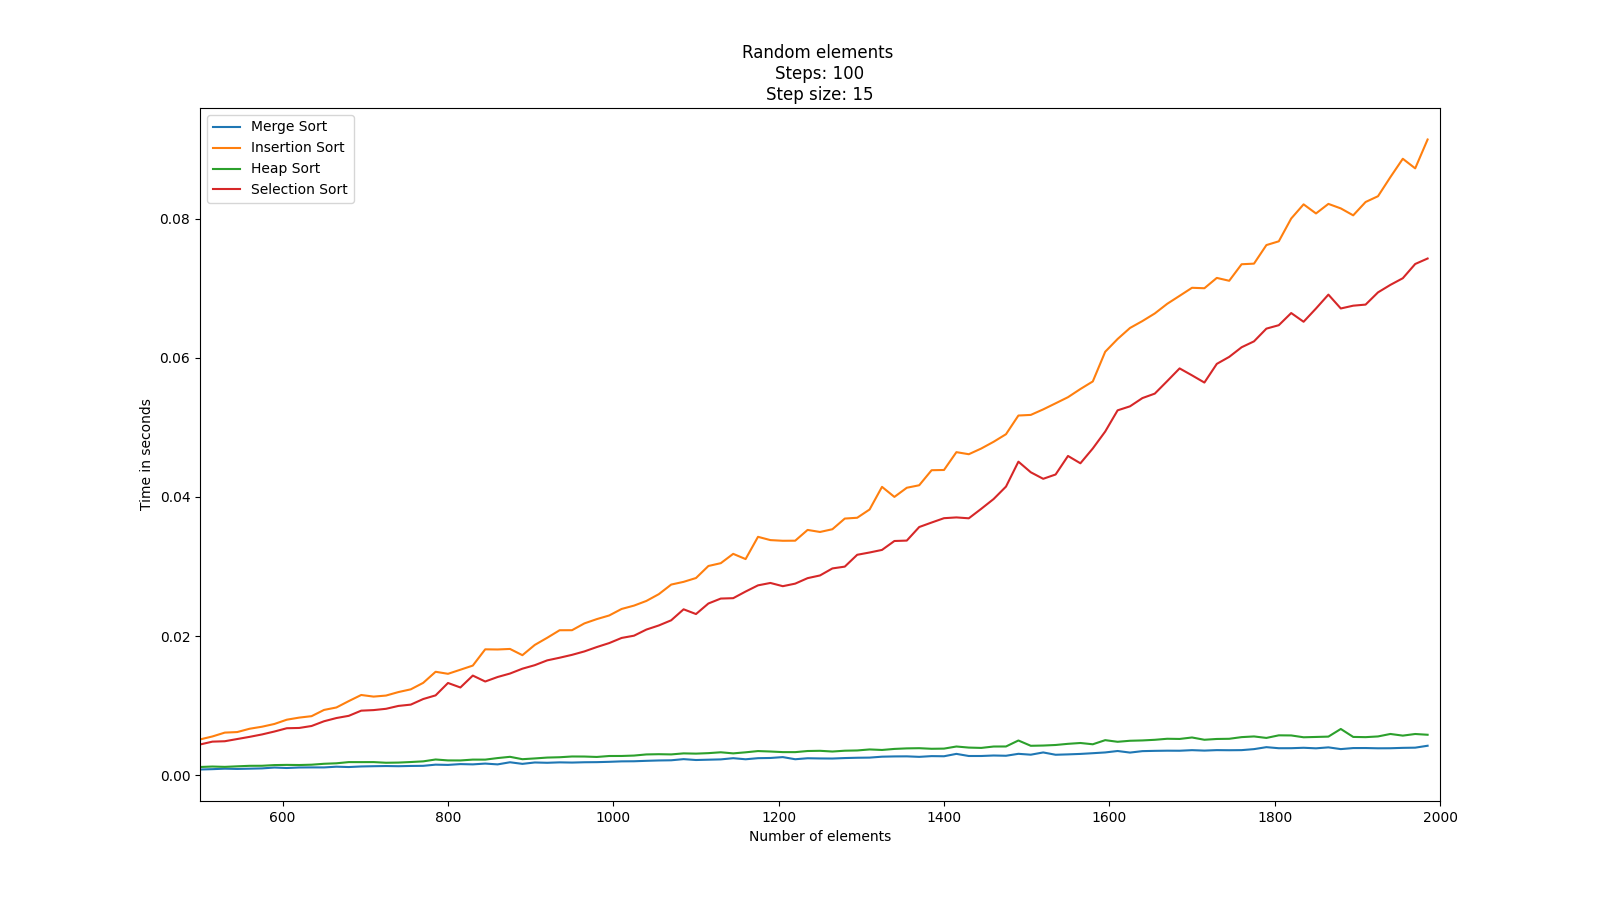 Random elements
Steps: 100
Step size: 15
Merge Sort
Insertion Sort
Heap Sort
Selection Sort
Time in seconds
0.08
0.06
0.04
0.02
0.00
600 800 1000 1200 1400 1600 1800 2000
Number of elements